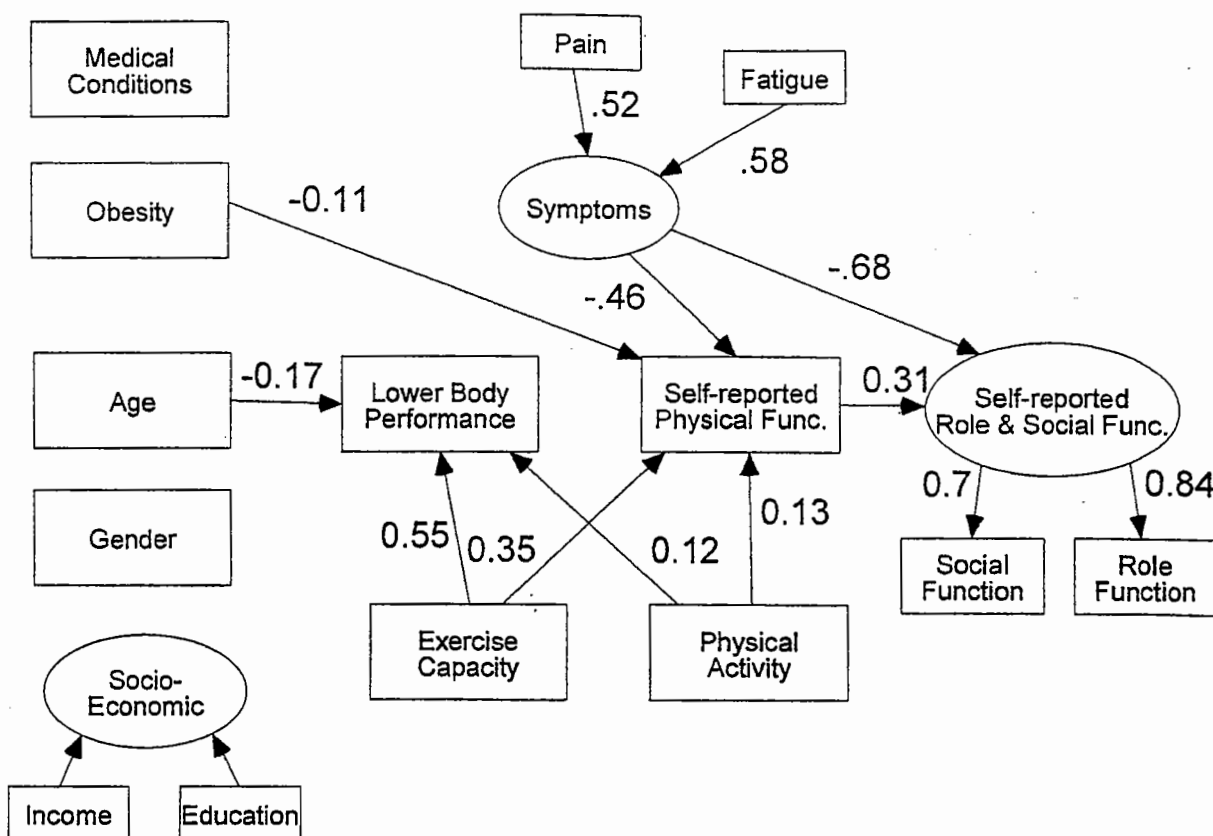 Medical
Conditions
Pain
Fatigue
.52
.58
Obesity
-0.11
Symptoms
-.68
-.46
Age
-0.17
Lower Body
Performance
Self-reported
Physical Func.
0.31
Self-reported
Role & Social Func.
Gender
0.55
0.35
0.12
0.13
0.7
0.84
Social
Function
Role
Function
Exercise
Capacity
Physical
Activity
Socio-
Economic
Income
Education